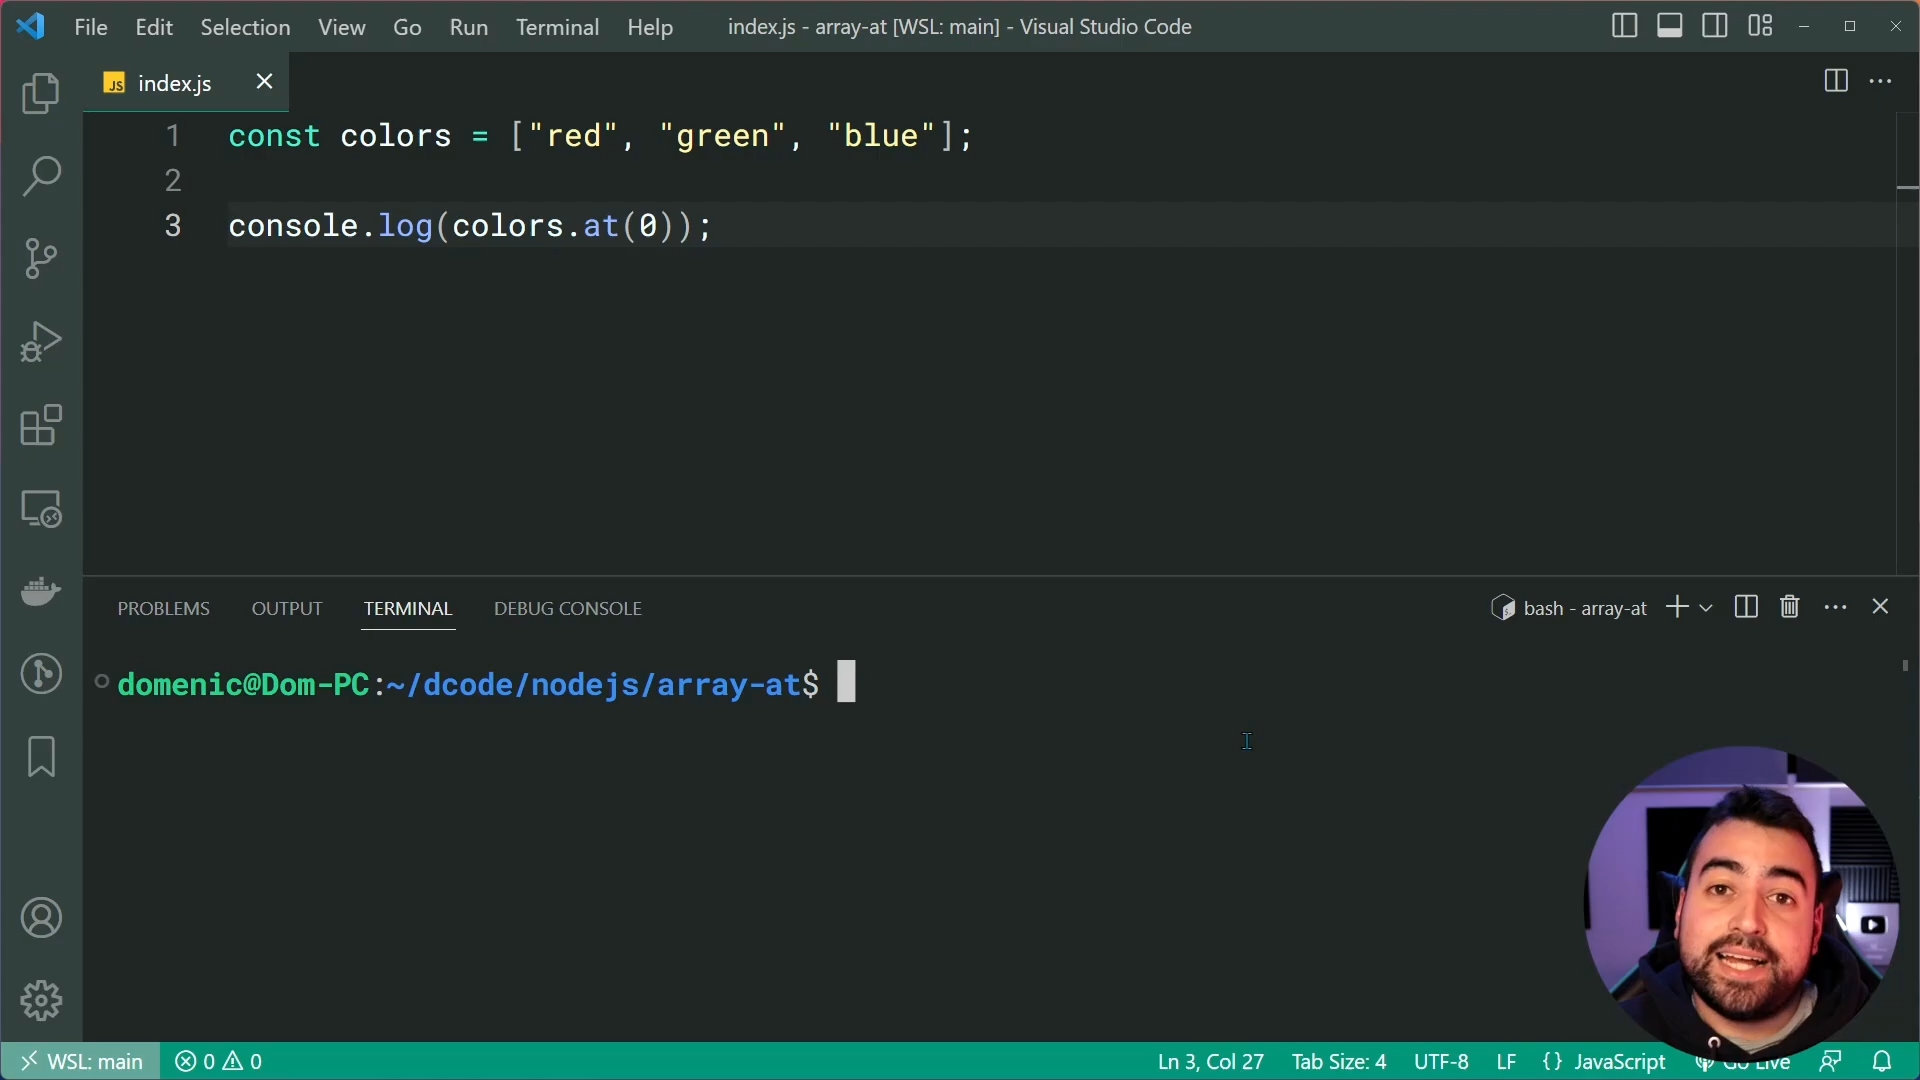 File Edit Selection View Go Run Terminal Help index.js - array-at [WSL: main] - Visual Studio Code
JS index.js
1 const colors = ["red", "green", "blue"];
2
3 console.log(colors.at(0));
PROBLEMS OUTPUT TERMINAL DEBUG CONSOLE bash - array-at
domenic@Dom-PC:~/dcode/nodejs/array-at$
WSL: main 0 0 Ln 3, Col 27 Tab Size: 4 UTF-8 LF {} JavaScript Go Live